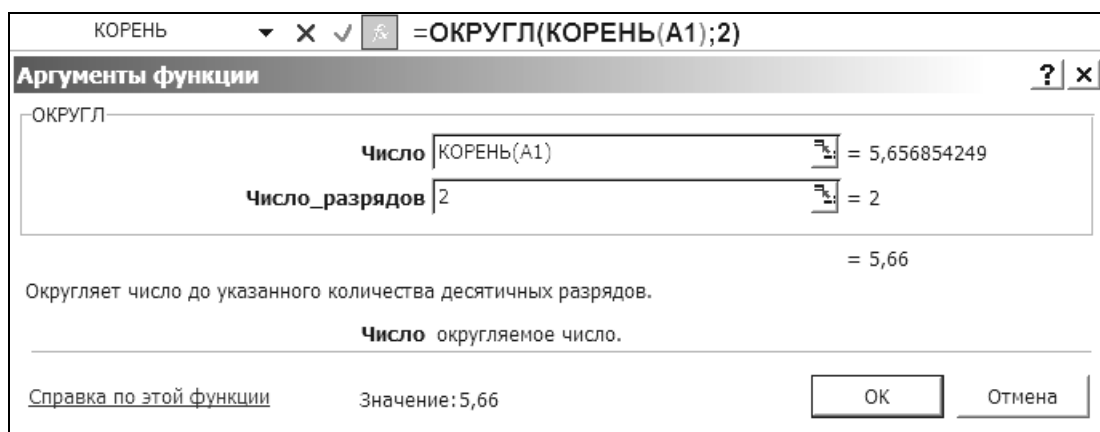 КОРЕНЬ =ОКРУГЛ(КОРЕНЬ(A1);2)
Аргументы функции ? ×
ОКРУГЛ
Число КОРЕНЬ(A1) = 5,656854249
Число_разрядов 2 = 2
= 5,66
Округляет число до указанного количества десятичных разрядов.
Число округляемое число.
Справка по этой функции Значение:5,66 ОК Отмена